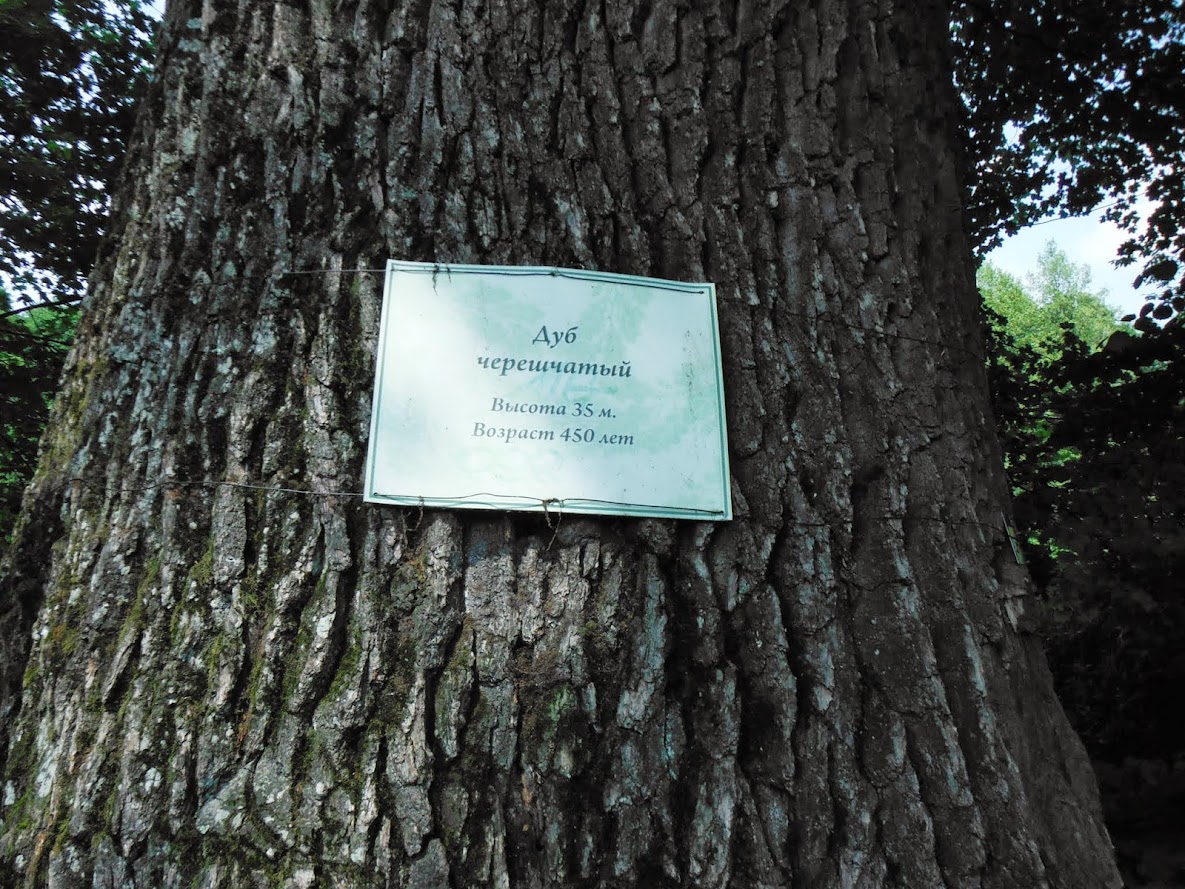 Дуб
черешчатый
Высота 35 м.
Возраст 450 лет